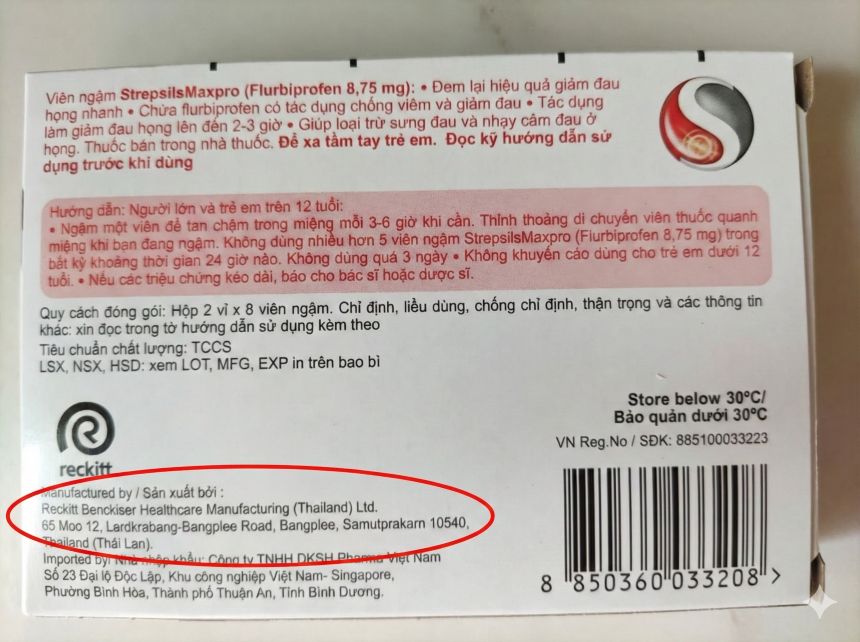 Viên ngậm StrepsilsMaxpro (Flurbiprofen 8,75 mg): • Đem lại hiệu quả giảm đau
họng nhanh • Chứa flurbiprofen có tác dụng chống viêm và giảm đau • Tác dụng
làm giảm đau họng lên đến 2-3 giờ • Giúp loại trừ sưng đau và nhạy cảm đau ở
họng. Thuốc bán trong nhà thuốc. Để xa tầm tay trẻ em. Đọc kỹ hướng dẫn sử
dụng trước khi dùng
Hướng dẫn: Người lớn và trẻ em trên 12 tuổi:
• Ngậm một viên để tan chậm trong miệng mỗi 3-6 giờ khi cần. Thỉnh thoảng di chuyển viên thuốc quanh
miệng khi bạn đang ngậm. Không dùng nhiều hơn 5 viên ngậm StrepsilsMaxpro (Flurbiprofen 8,75 mg) trong
bất kỳ khoảng thời gian 24 giờ nào. Không dùng quá 3 ngày • Không khuyến cáo dùng cho trẻ em dưới 12
tuổi. • Nếu các triệu chứng kéo dài, báo cho bác sĩ hoặc dược sĩ.
Quy cách đóng gói: Hộp 2 vỉ x 8 viên ngậm. Chỉ định, liều dùng, chống chỉ định, thận trọng và các thông tin
khác: xin đọc trong tờ hướng dẫn sử dụng kèm theo
Tiêu chuẩn chất lượng: TCCS
LSX, NSX, HSD: xem LOT, MFG, EXP in trên bao bì
Store below 30°C/
Bảo quản dưới 30°C
VN Reg.No / SĐK: 885100033223
reckitt
Manufactured by / Sản xuất bởi :
Reckitt Benckiser Healthcare Manufacturing (Thailand) Ltd.
65 Moo 12, Lardkrabang-Bangplee Road, Bangplee, Samutprakarn 10540,
Thailand (Thái Lan).
Imported by/ Nhà nhập khẩu: Công ty TNHH DKSH Pharma Việt Nam
Số 23 Đại lộ Độc Lập, Khu công nghiệp Việt Nam- Singapore,
Phường Bình Hòa, Thành phố Thuận An, Tỉnh Bình Dương.
8 850360 033208 >